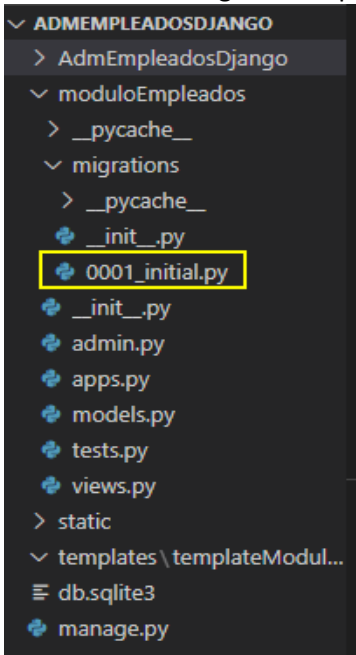 ADMEMPLEADOSDJANGO
AdmEmpleadosDjango
moduloEmpleados
__pycache__
migrations
__pycache__
__init__.py
0001_initial.py
__init__.py
admin.py
apps.py
models.py
tests.py
views.py
static
templates\templateModul...
db.sqlite3
manage.py